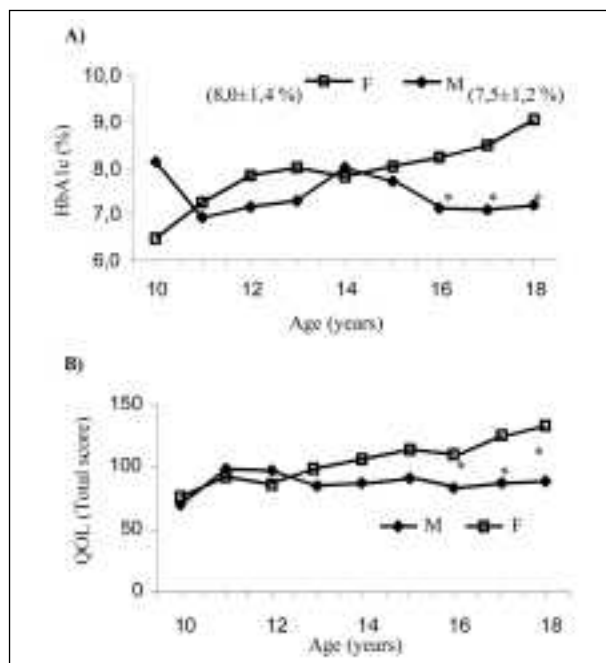 A)
10,0
F M
(8,0±1,4 %) (7,5±1,2 %)
9,0
8,0
7,0
6,0
HbA1c (%)
* * *
10 12 14 16 18
Age (years)
B)
150
100
50
0
QOL (Total score)
* * *
M F
10 12 14 16 18
Age (years)